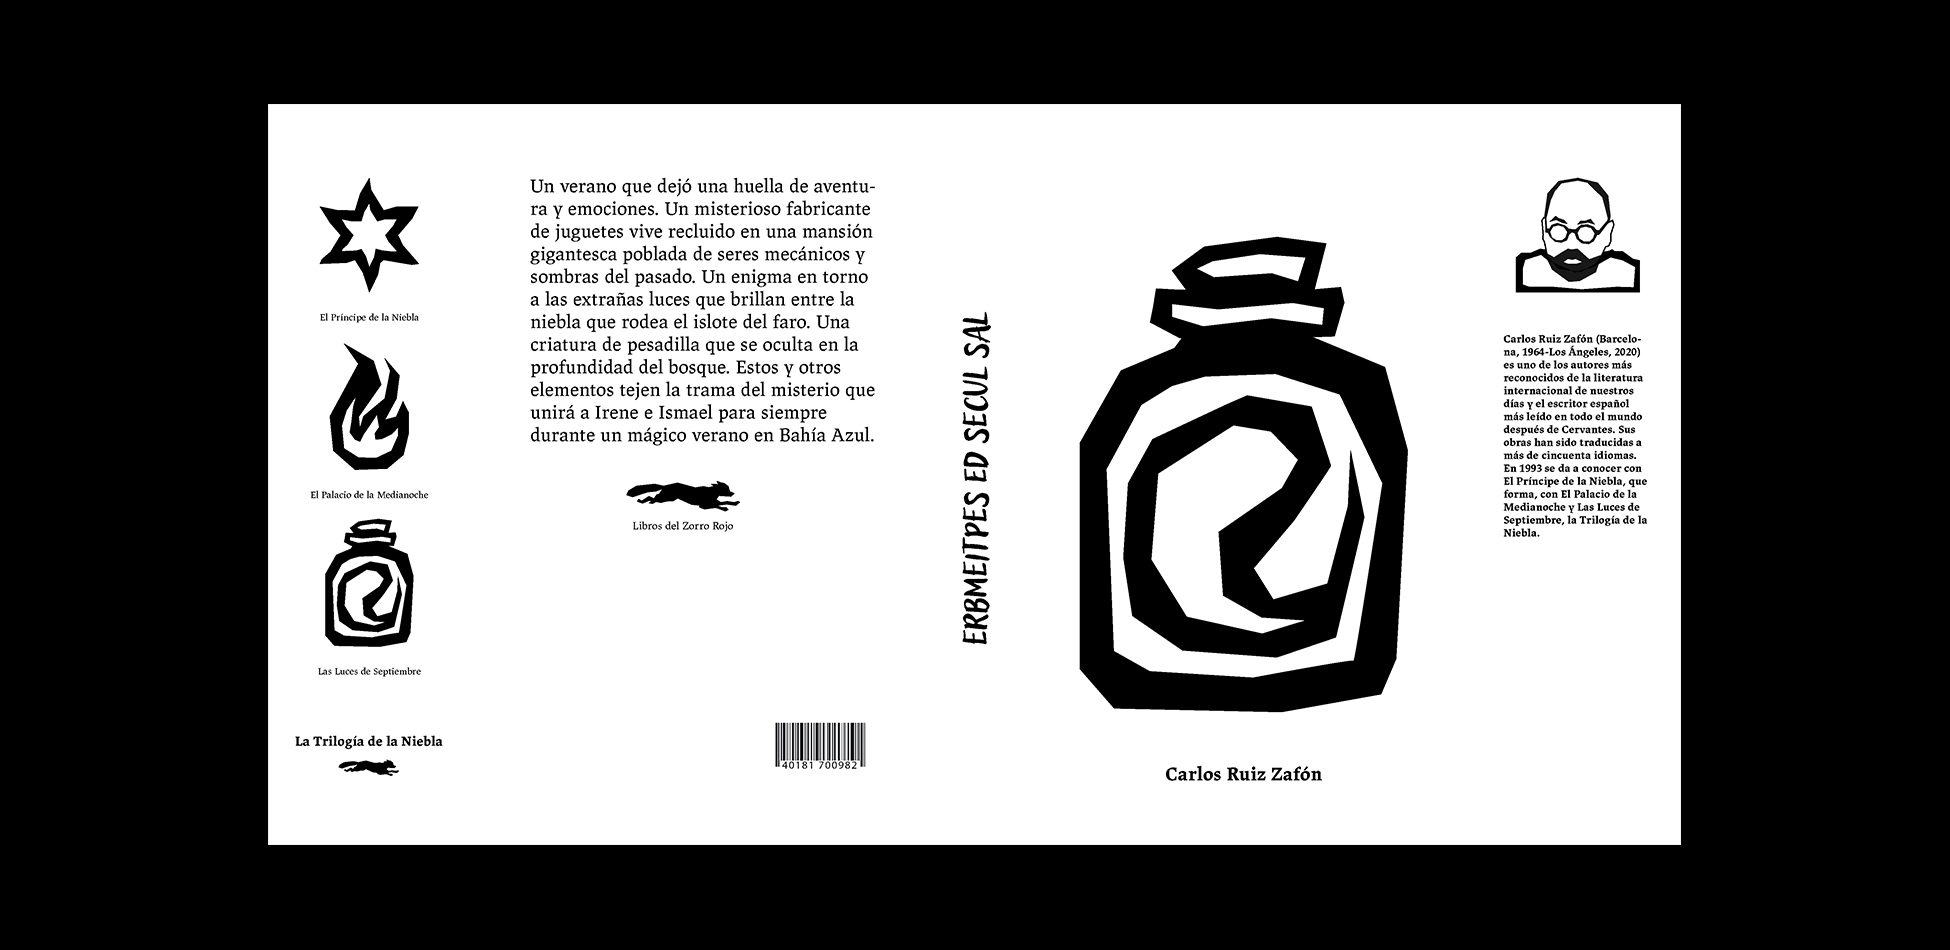 El Príncipe de la Niebla
El Palacio de la Medianoche
Las Luces de Septiembre
La Trilogía de la Niebla
Un verano que dejó una huella de aventu-
ra y emociones. Un misterioso fabricante
de juguetes vive recluido en una mansión
gigantesca poblada de seres mecánicos y
sombras del pasado. Un enigma en torno
a las extrañas luces que brillan entre la
niebla que rodea el islote del faro. Una
criatura de pesadilla que se oculta en la
profundidad del bosque. Estos y otros
elementos tejen la trama del misterio que
unirá a Irene e Ismael para siempre
durante un mágico verano en Bahía Azul.
Libros del Zorro Rojo
40181 700982
ERBMEITPES ED SECUL SAL
Carlos Ruiz Zafón
Carlos Ruiz Zafón (Barcelo-
na, 1964-Los Ángeles, 2020)
es uno de los autores más
reconocidos de la literatura
internacional de nuestros
días y el escritor español
más leído en todo el mundo
después de Cervantes. Sus
obras han sido traducidas a
más de cincuenta idiomas.
En 1993 se da a conocer con
El Príncipe de la Niebla, que
forma, con El Palacio de la
Medianoche y Las Luces de
Septiembre, la Trilogía de la
Niebla.